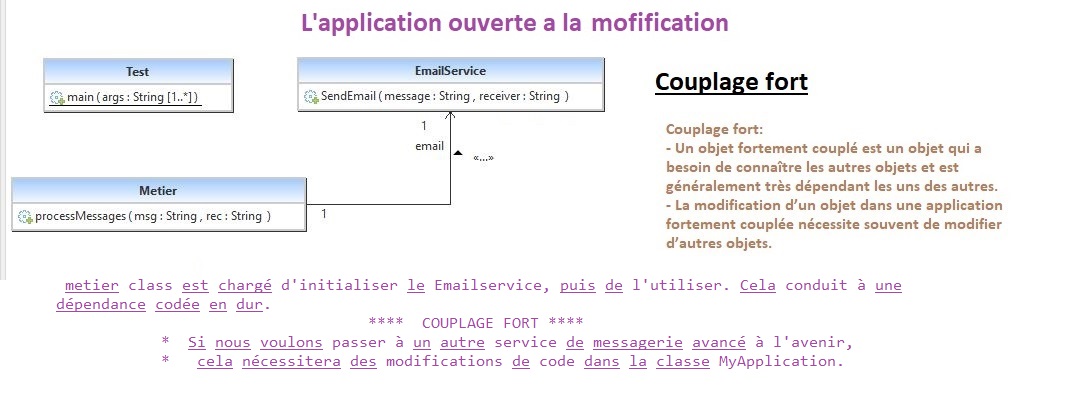 L'application ouverte a la mofification
Test
main ( args : String [1..*] )
EmailService
SendEmail ( message : String , receiver : String )
1
email
«...»
Metier
processMessages ( msg : String , rec : String )
1
Couplage fort
Couplage fort:
- Un objet fortement couplé est un objet qui a
besoin de connaître les autres objets et est
généralement très dépendant les uns des autres.
- La modification d’un objet dans une application
fortement couplée nécessite souvent de modifier
d’autres objets.
metier class est chargé d'initialiser le Emailservice, puis de l'utiliser. Cela conduit à une
dépendance codée en dur.
**** COUPLAGE FORT ****
* Si nous voulons passer à un autre service de messagerie avancé à l'avenir,
* cela nécessitera des modifications de code dans la classe MyApplication.